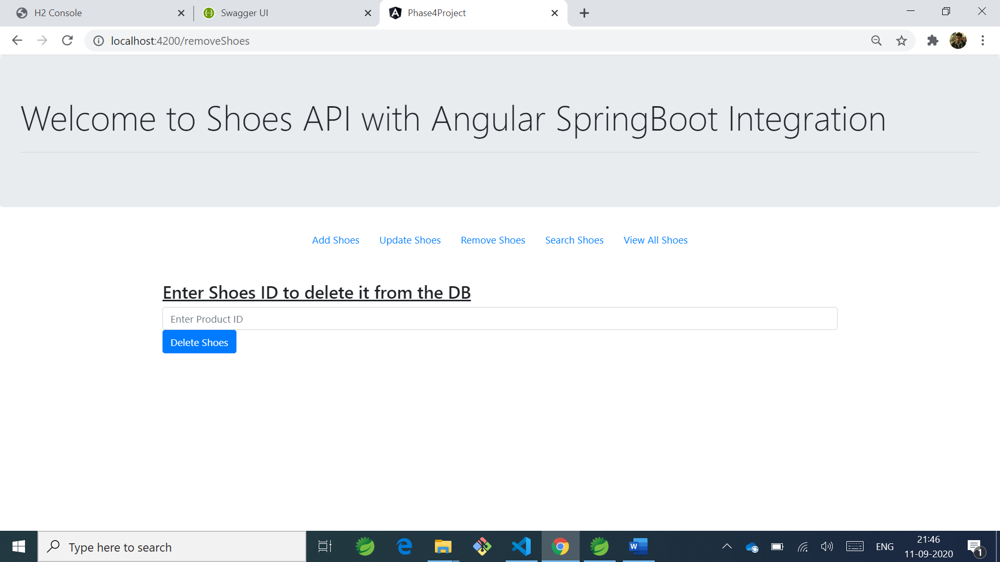 H2 Console
Swagger UI
Phase4Project
localhost:4200/removeShoes
Welcome to Shoes API with Angular SpringBoot Integration
Add Shoes Update Shoes Remove Shoes Search Shoes View All Shoes
Enter Shoes ID to delete it from the DB
Enter Product ID
Delete Shoes
Type here to search
ENG
21:46
11-09-2020
1